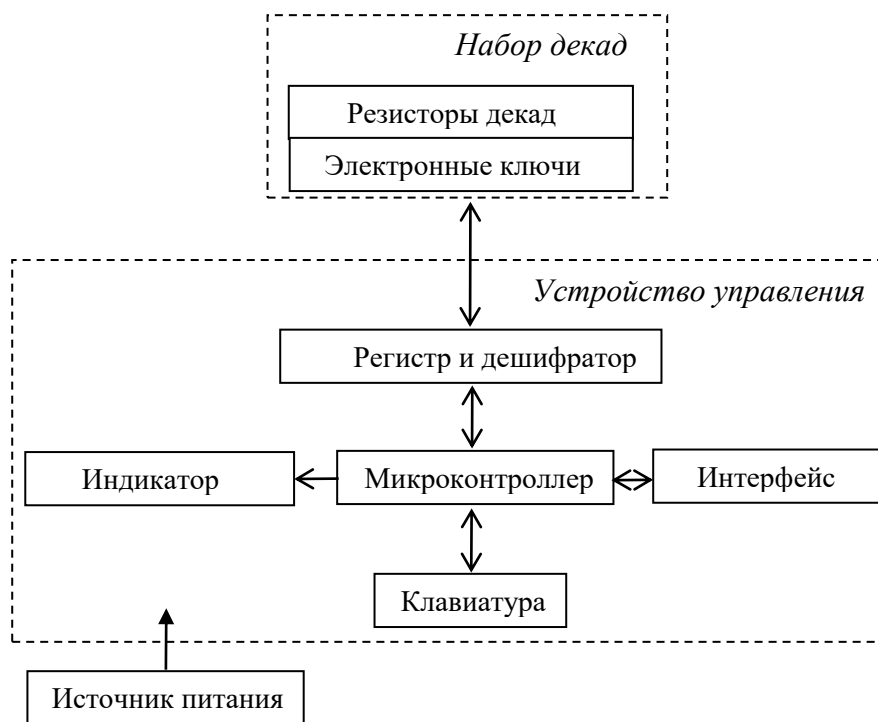 Набор декад
Резисторы декад
Электронные ключи
Устройство управления
Регистр и дешифратор
Индикатор
Микроконтроллер
Интерфейс
Клавиатура
Источник питания